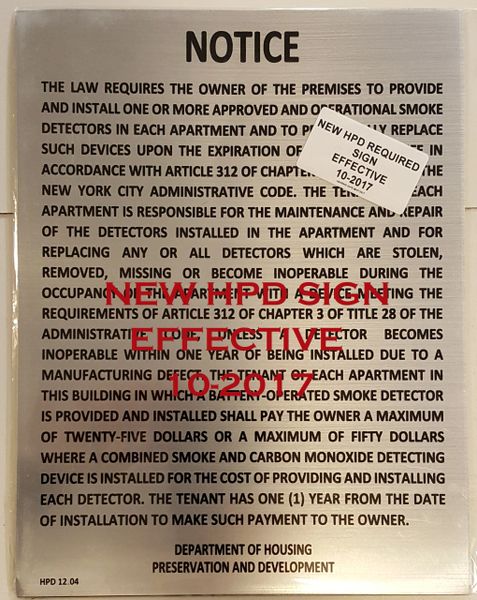 NOTICE
THE LAW REQUIRES THE OWNER OF THE PREMISES TO PROVIDE
AND INSTALL ONE OR MORE APPROVED AND OPERATIONAL SMOKE
DETECTORS IN EACH APARTMENT AND TO REPLACE
SUCH DEVICES UPON THE EXPIRATION OF IN
ACCORDANCE WITH ARTICLE 312 OF CHAPTER THE
NEW YORK CITY ADMINISTRATIVE CODE. THE EACH
APARTMENT IS RESPONSIBLE FOR THE MAINTENANCE AND REPAIR
OF THE DETECTORS INSTALLED IN THE APARTMENT AND FOR
REPLACING ANY OR ALL DETECTORS WHICH ARE STOLEN,
REMOVED, MISSING OR BECOME INOPERABLE DURING THE
OCCUPANCY OF THE APARTMENT WITH A DEVICE MEETING THE
REQUIREMENTS OF ARTICLE 312 OF CHAPTER 3 OF TITLE 28 OF THE
ADMINISTRATIVE CODE UNLESS A DETECTOR BECOMES
INOPERABLE WITHIN ONE YEAR OF BEING INSTALLED DUE TO A
MANUFACTURING DEFECT. THE TENANT OF EACH APARTMENT IN
THIS BUILDING IN WHICH A BATTERY-OPERATED SMOKE DETECTOR
IS PROVIDED AND INSTALLED SHALL PAY THE OWNER A MAXIMUM
OF TWENTY-FIVE DOLLARS OR A MAXIMUM OF FIFTY DOLLARS
WHERE A COMBINED SMOKE AND CARBON MONOXIDE DETECTING
DEVICE IS INSTALLED FOR THE COST OF PROVIDING AND INSTALLING
EACH DETECTOR. THE TENANT HAS ONE (1) YEAR FROM THE DATE
OF INSTALLATION TO MAKE SUCH PAYMENT TO THE OWNER.
DEPARTMENT OF HOUSING
PRESERVATION AND DEVELOPMENT
HPD 12.04
NEW HPD REQUIRED
SIGN
EFFECTIVE
10-2017
NEW HPD SIGN
EFFECTIVE
10-2017